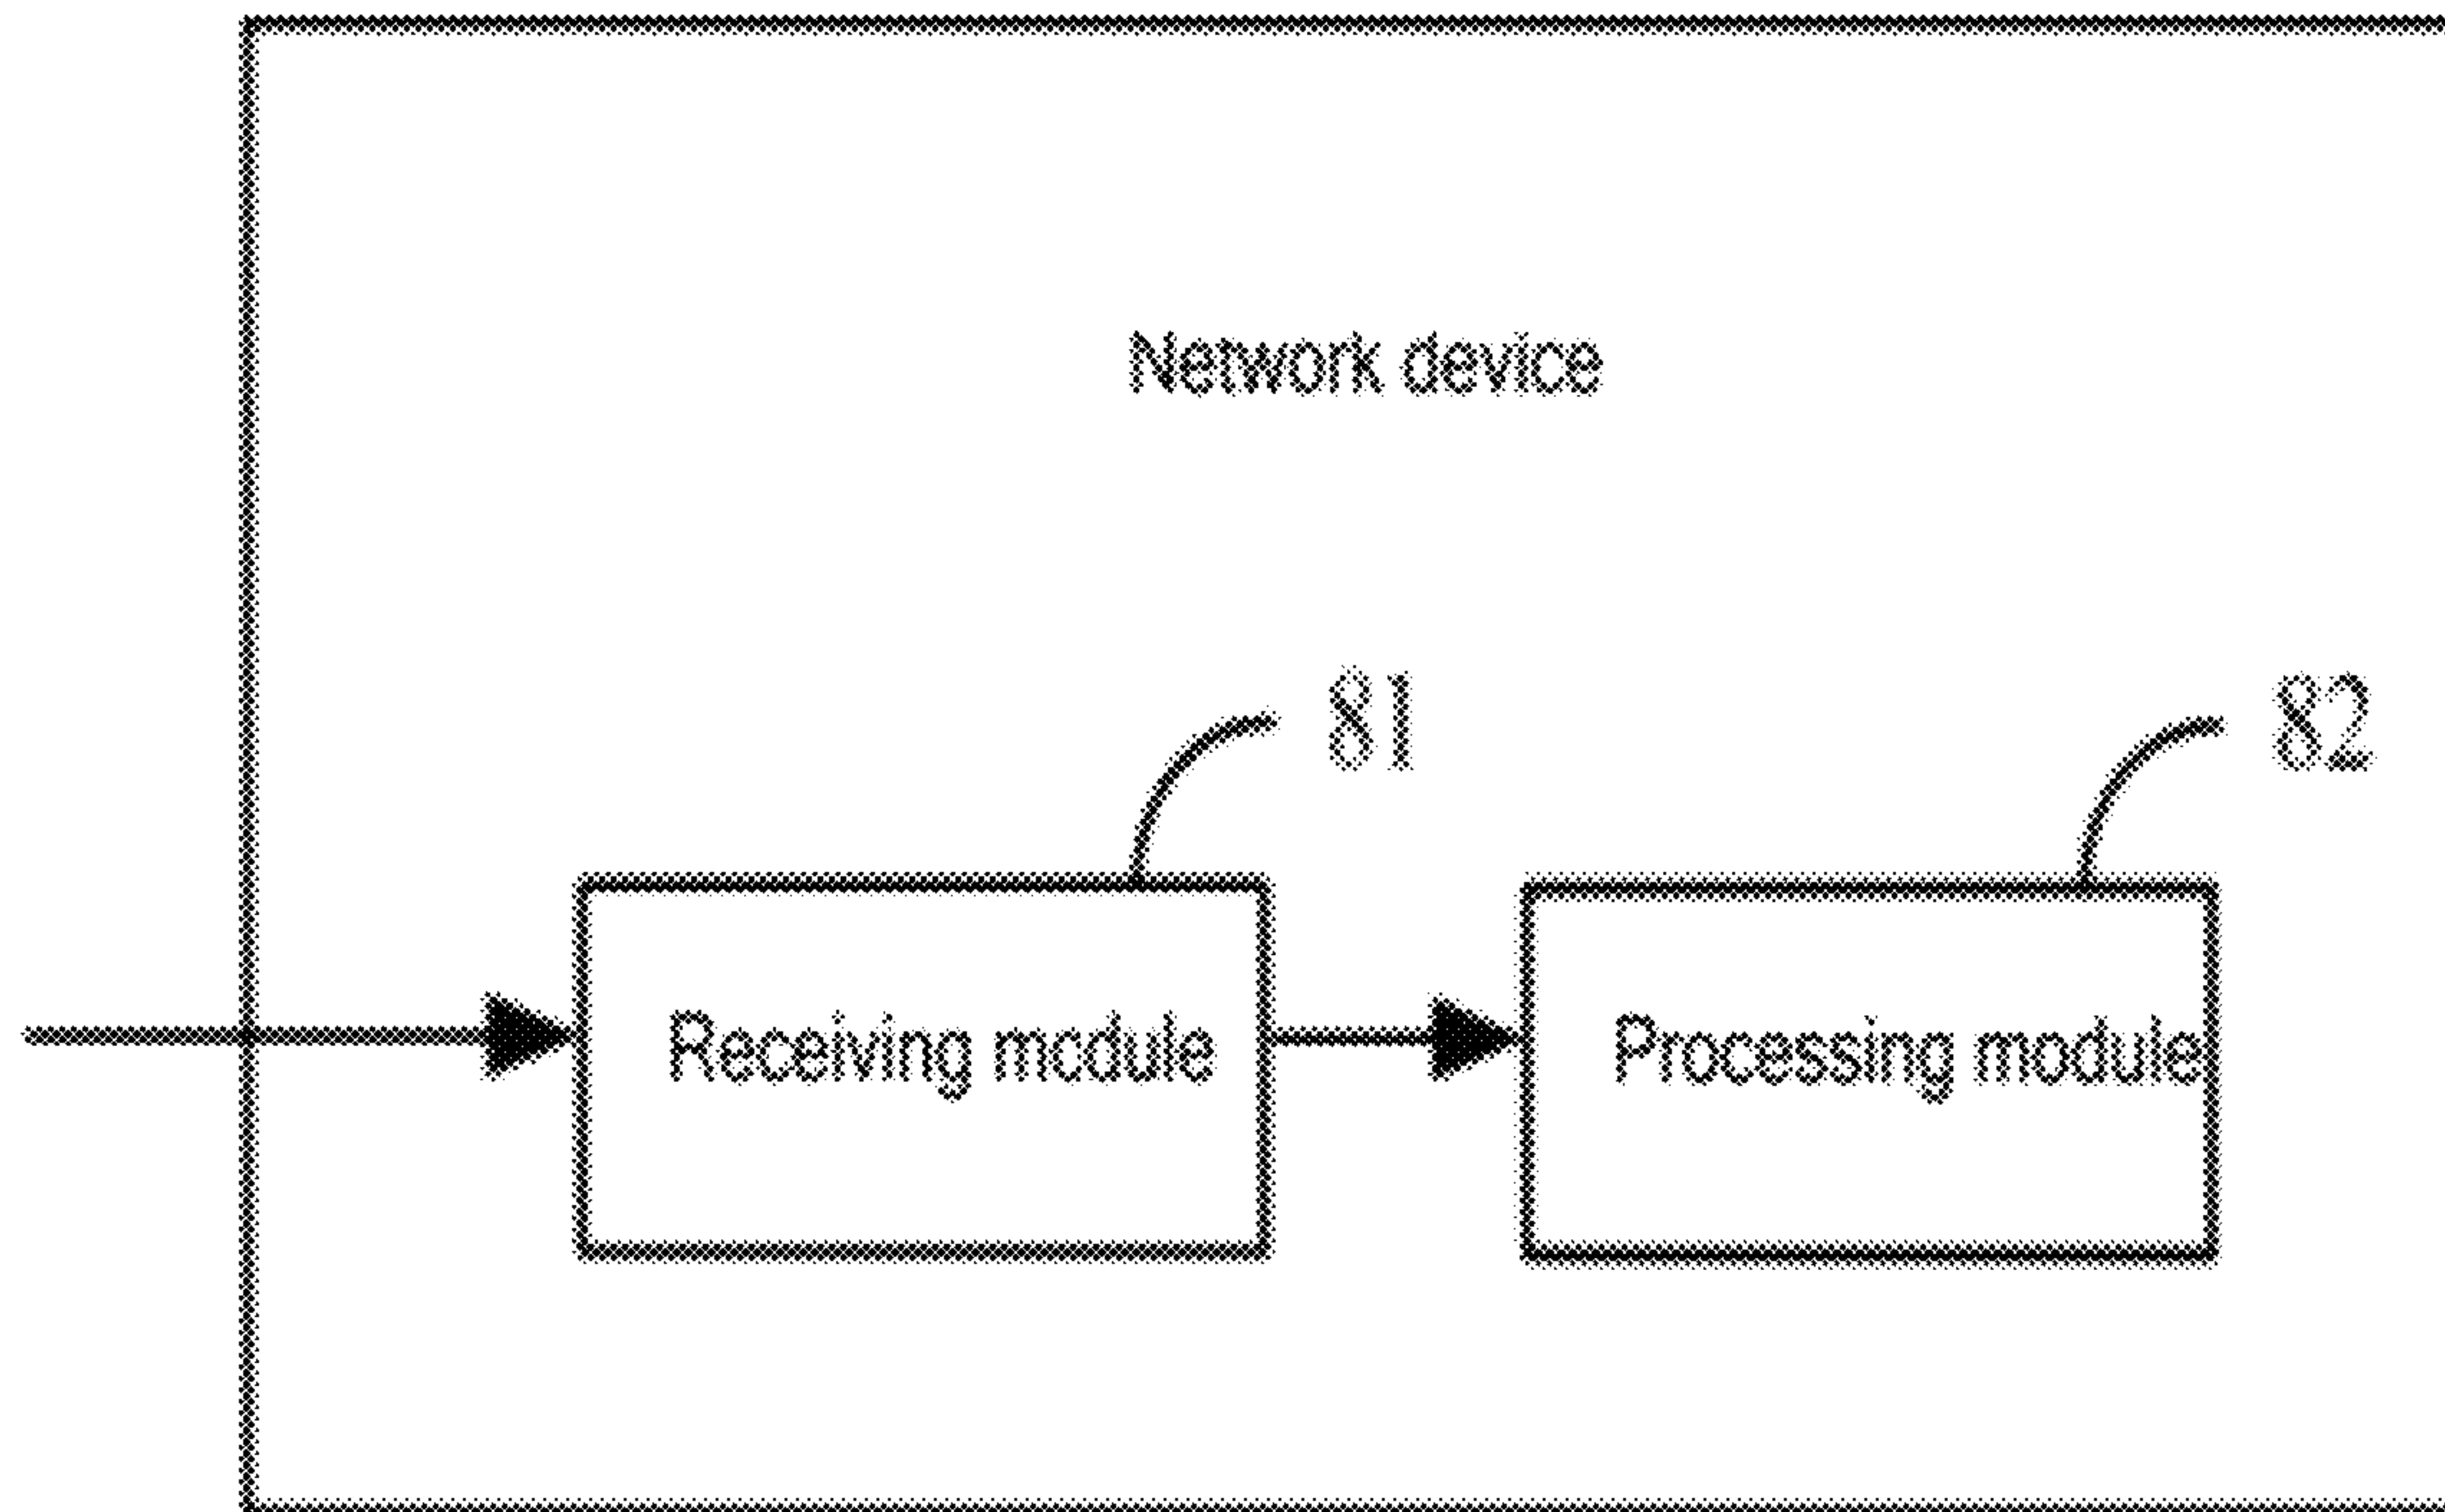 Network device
81
82
Receiving module
Processing module